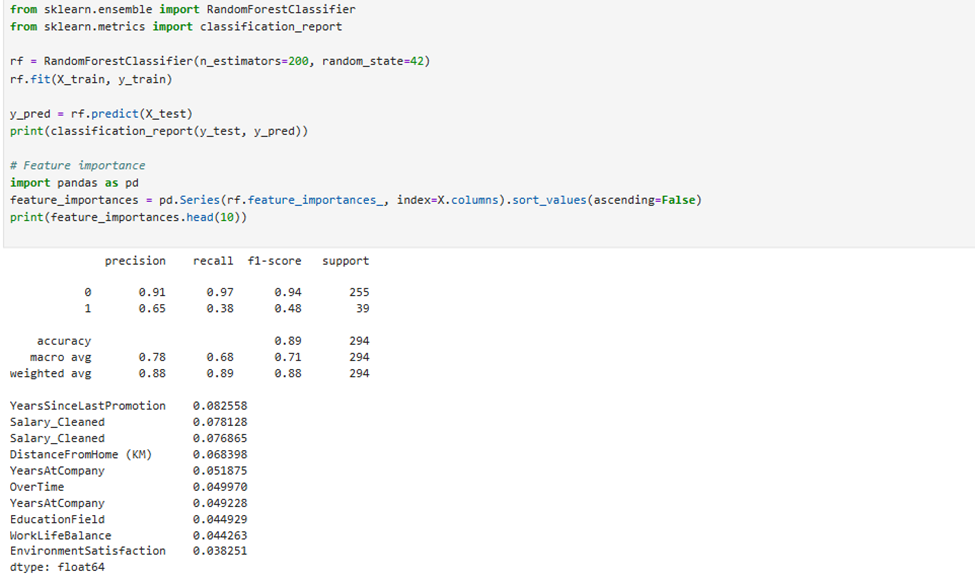 from sklearn.ensemble import RandomForestClassifier
from sklearn.metrics import classification_report
rf = RandomForestClassifier(n_estimators=200, random_state=42)
rf.fit(X_train, y_train)
y_pred = rf.predict(X_test)
print(classification_report(y_test, y_pred))
# Feature importance
import pandas as pd
feature_importances = pd.Series(rf.feature_importances_, index=X.columns).sort_values(ascending=False)
print(feature_importances.head(10))
precision recall f1-score support
0 0.91 0.97 0.94 255
1 0.65 0.38 0.48 39
accuracy 0.89 294
macro avg 0.78 0.68 0.71 294
weighted avg 0.88 0.89 0.88 294
YearsSinceLastPromotion 0.082558
Salary_Cleaned 0.078128
Salary_Cleaned 0.076865
DistanceFromHome (KM) 0.068398
YearsAtCompany 0.051875
OverTime 0.049970
YearsAtCompany 0.049228
EducationField 0.044929
WorkLifeBalance 0.044263
EnvironmentSatisfaction 0.038251
dtype: float64